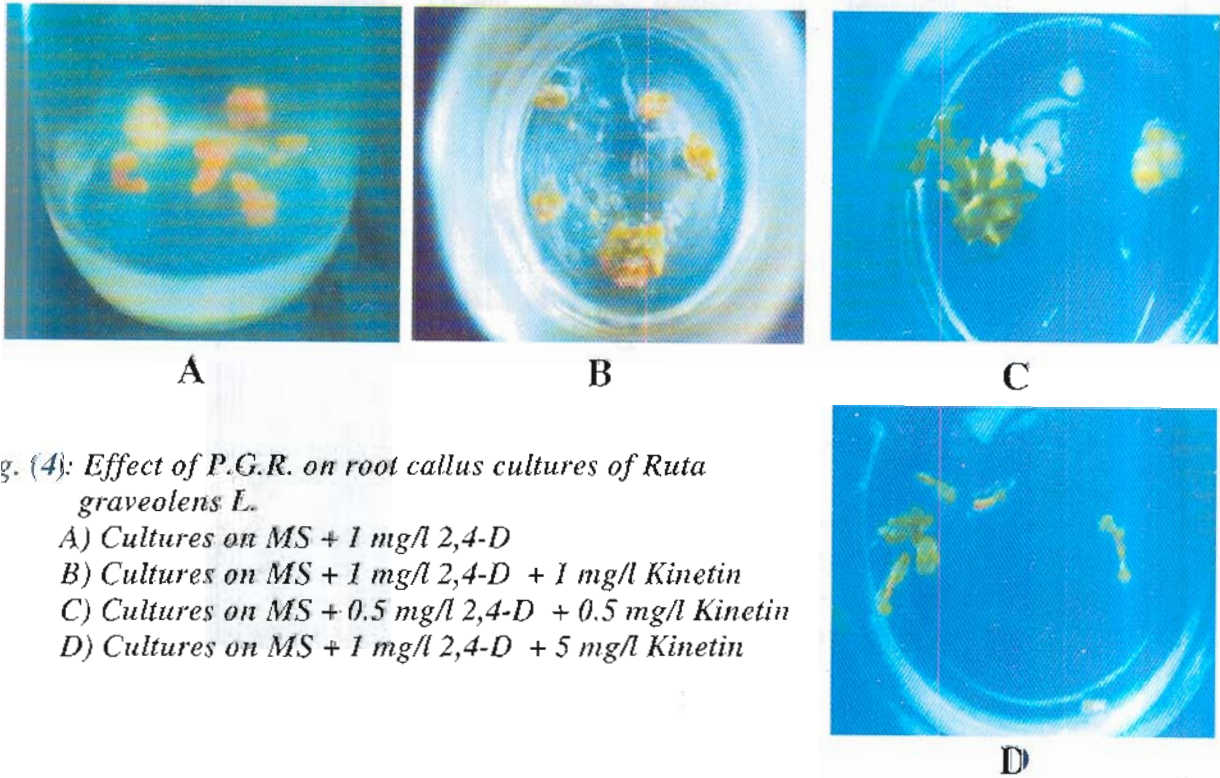 A
B
C
g. (4): Effect of P.G.R. on root callus cultures of Ruta
graveolens L.
A) Cultures on MS + 1 mg/l 2,4-D
B) Cultures on MS + 1 mg/l 2,4-D + 1 mg/l Kinetin
C) Cultures on MS + 0.5 mg/l 2,4-D + 0.5 mg/l Kinetin
D) Cultures on MS + 1 mg/l 2,4-D + 5 mg/l Kinetin
D